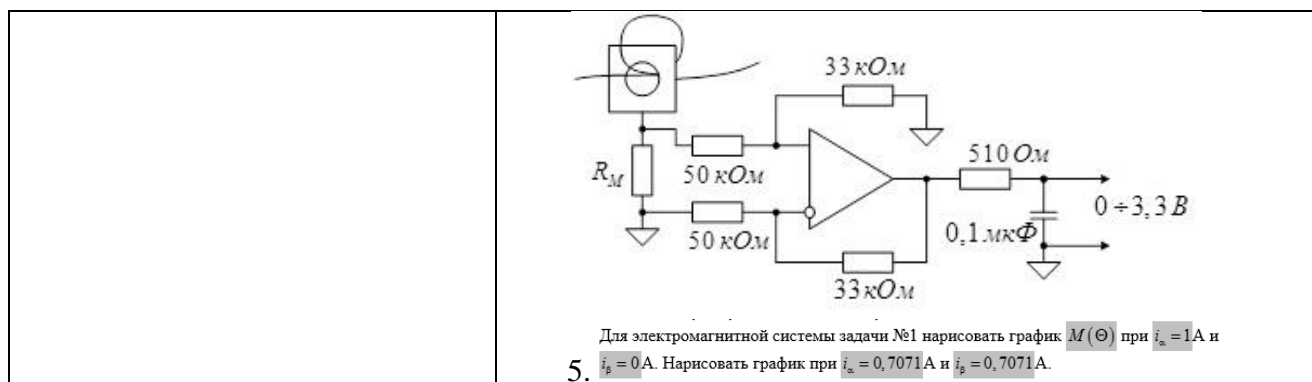 33 кОм
510 Ом
R_M
50 кОм
0÷3,3 В
50 кОм
0,1 мкФ
33 кОм
Для электромагнитной системы задачи №1 нарисовать график M(Θ) при i_α = 1А и
5. i_β = 0А. Нарисовать график при i_α = 0,7071А и i_β = 0,7071А.